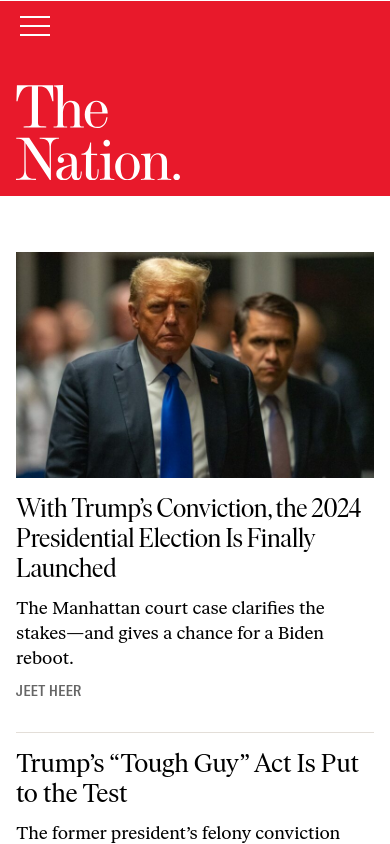 The
Nation.
With Trump’s Conviction, the 2024
Presidential Election Is Finally
Launched
The Manhattan court case clarifies the
stakes—and gives a chance for a Biden
reboot.
JEET HEER
Trump’s “Tough Guy” Act Is Put
to the Test
The former president’s felony conviction